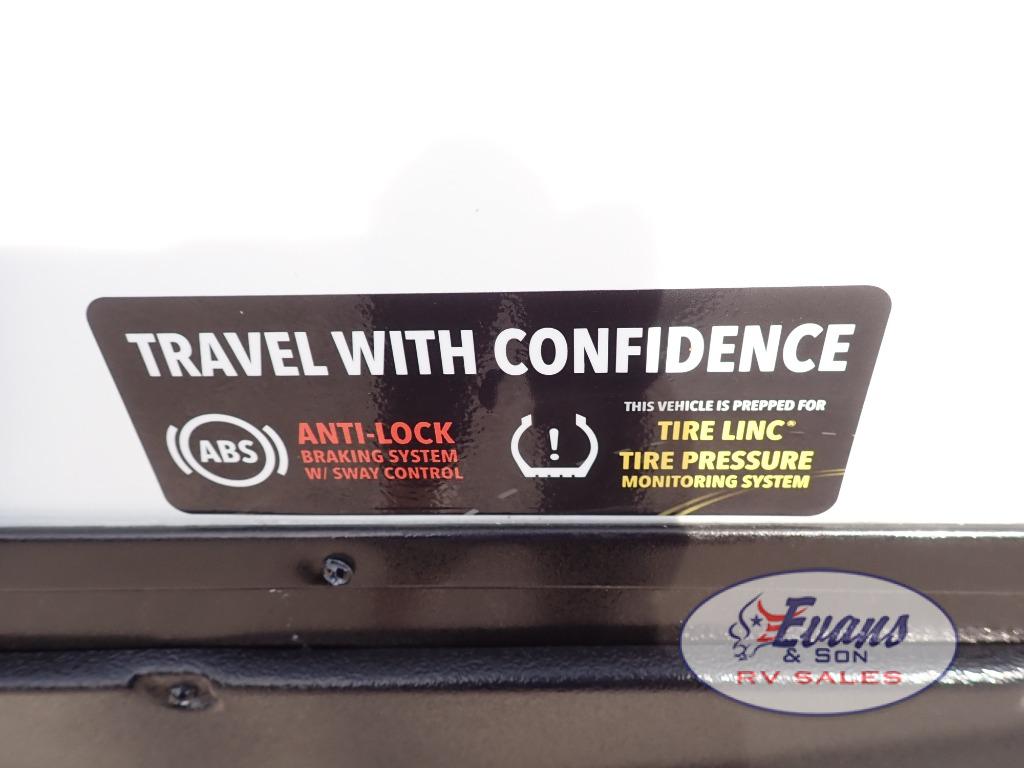 TRAVEL WITH CONFIDENCE
ABS
ANTI-LOCK
BRAKING SYSTEM
W/ SWAY CONTROL
!
THIS VEHICLE IS PREPPED FOR
TIRE LINC®
TIRE PRESSURE
MONITORING SYSTEM
Evans
& SON
RV SALES